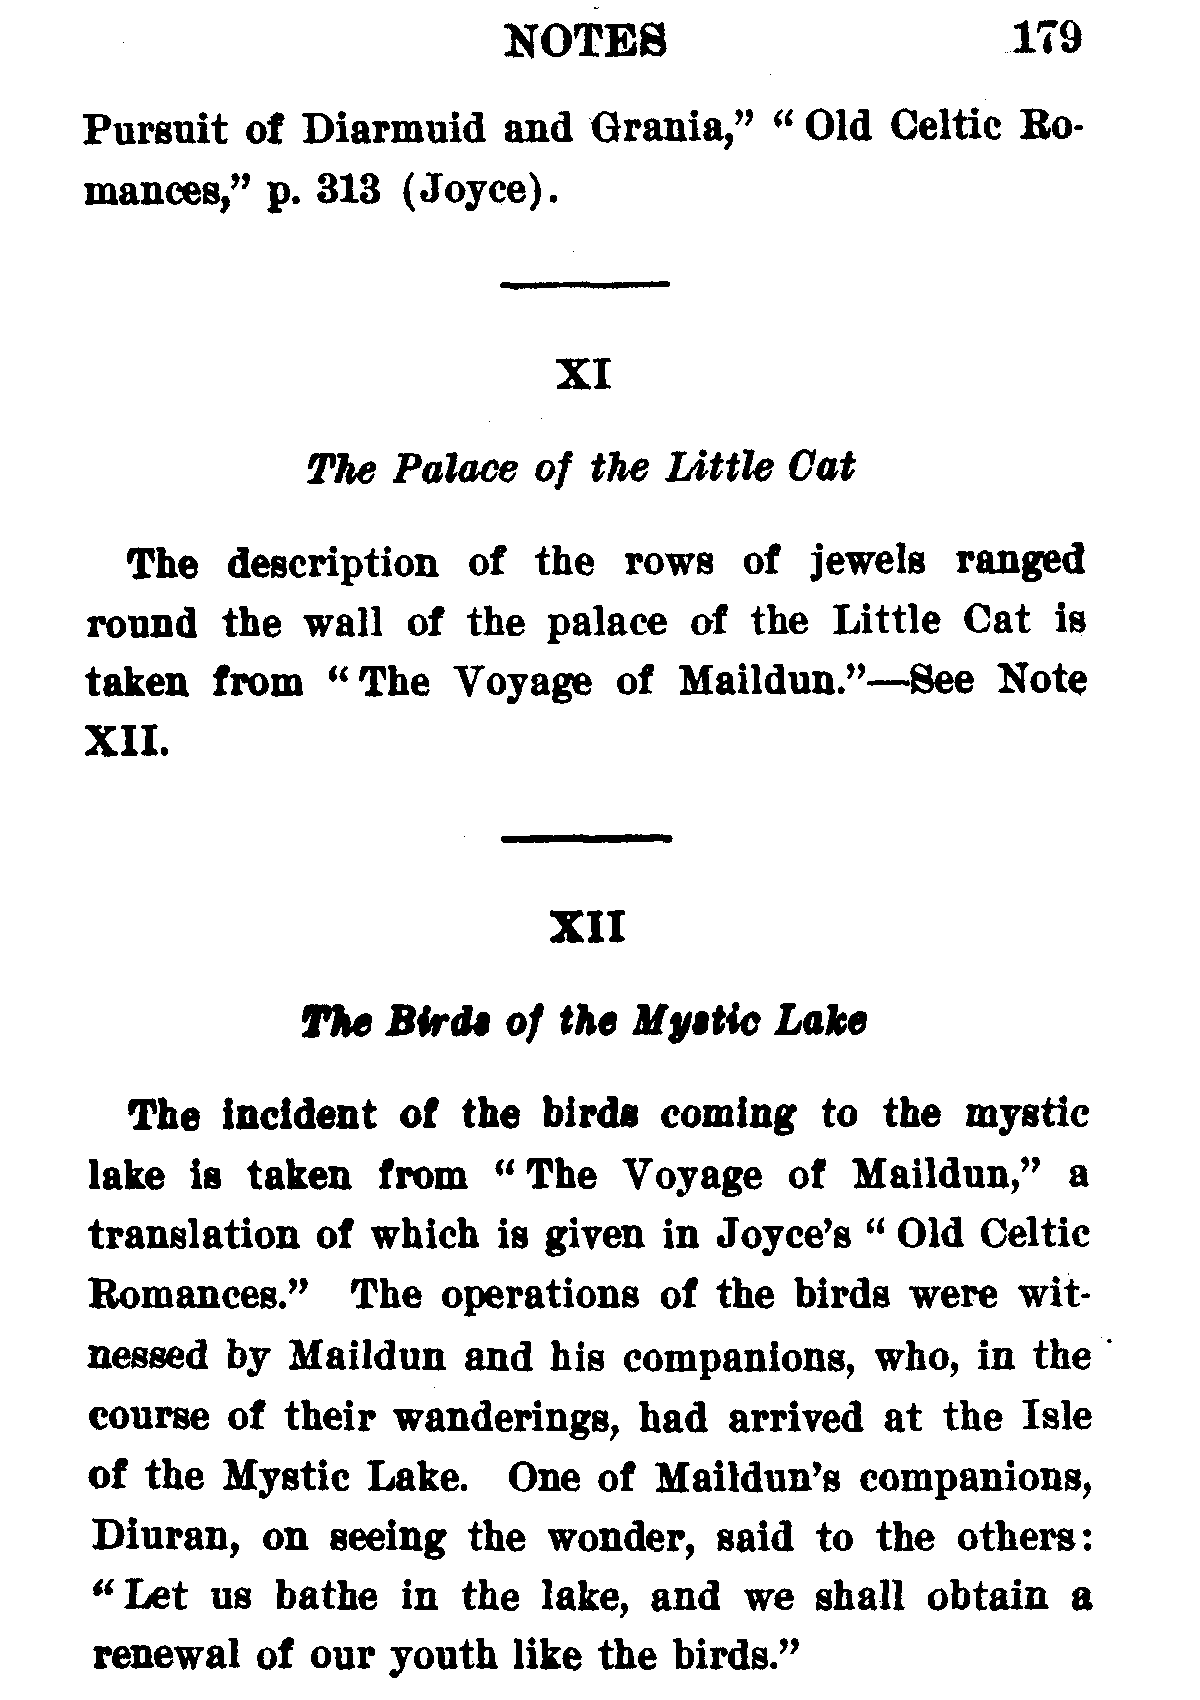 NOTES 179
Pursuit of Diarmuid and Grania,” “Old Celtic Ro-
mances,” p. 313 (Joyce).
XI
The Palace of the Little Cat
The description of the rows of jewels ranged
round the wall of the palace of the Little Cat is
taken from “The Voyage of Maildun.”—See Note
XII.
XII
The Birds of the Mystic Lake
The incident of the birds coming to the mystic
lake is taken from “The Voyage of Maildun,” a
translation of which is given in Joyce’s “Old Celtic
Romances.” The operations of the birds were wit-
nessed by Maildun and his companions, who, in the
course of their wanderings, had arrived at the Isle
of the Mystic Lake. One of Maildun’s companions,
Diuran, on seeing the wonder, said to the others:
“Let us bathe in the lake, and we shall obtain a
renewal of our youth like the birds.”